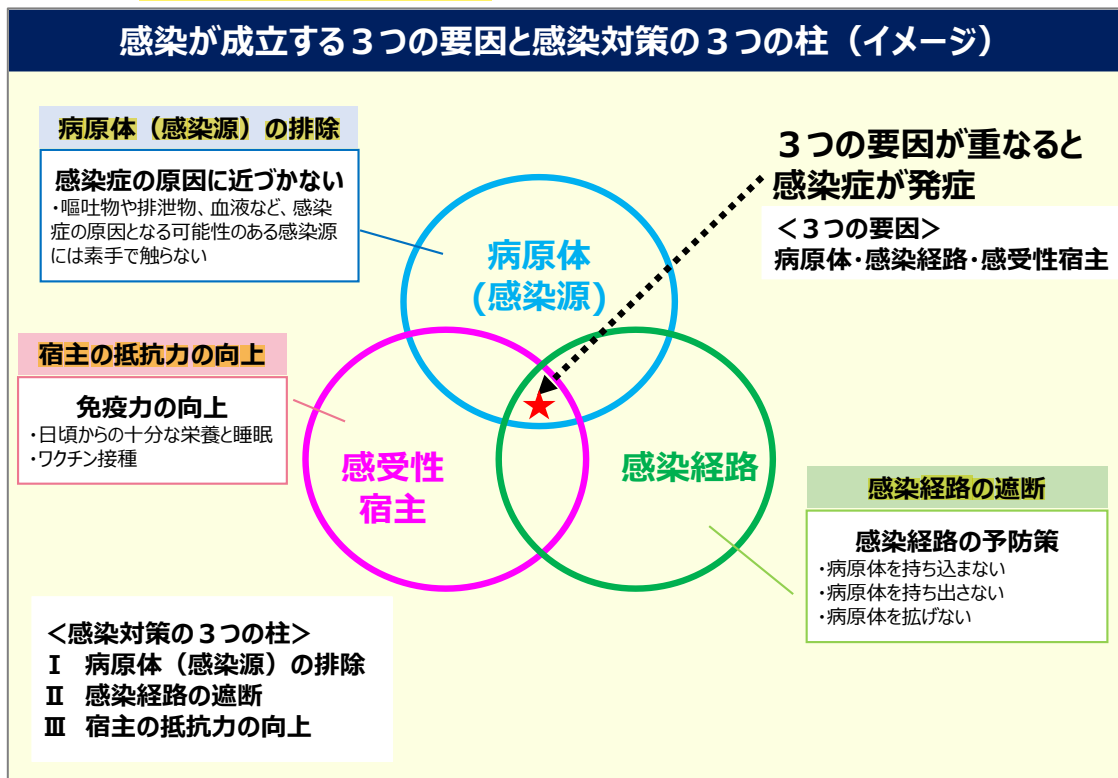 感染が成立する３つの要因と感染対策の３つの柱（イメージ）
病原体（感染源）の排除
感染症の原因に近づかない
・嘔吐物や排泄物、血液など、感染
症の原因となる可能性のある感染源
には素手で触らない
３つの要因が重なると
感染症が発症
＜３つの要因＞
病原体・感染経路・感受性宿主
病原体
(感染源)
宿主の抵抗力の向上
免疫力の向上
・日頃からの十分な栄養と睡眠
・ワクチン接種
感受性
宿主
感染経路
感染経路の遮断
感染経路の予防策
・病原体を持ち込まない
・病原体を持ち出さない
・病原体を拡げない
＜感染対策の３つの柱＞
Ⅰ　病原体（感染源）の排除
Ⅱ　感染経路の遮断
Ⅲ　宿主の抵抗力の向上